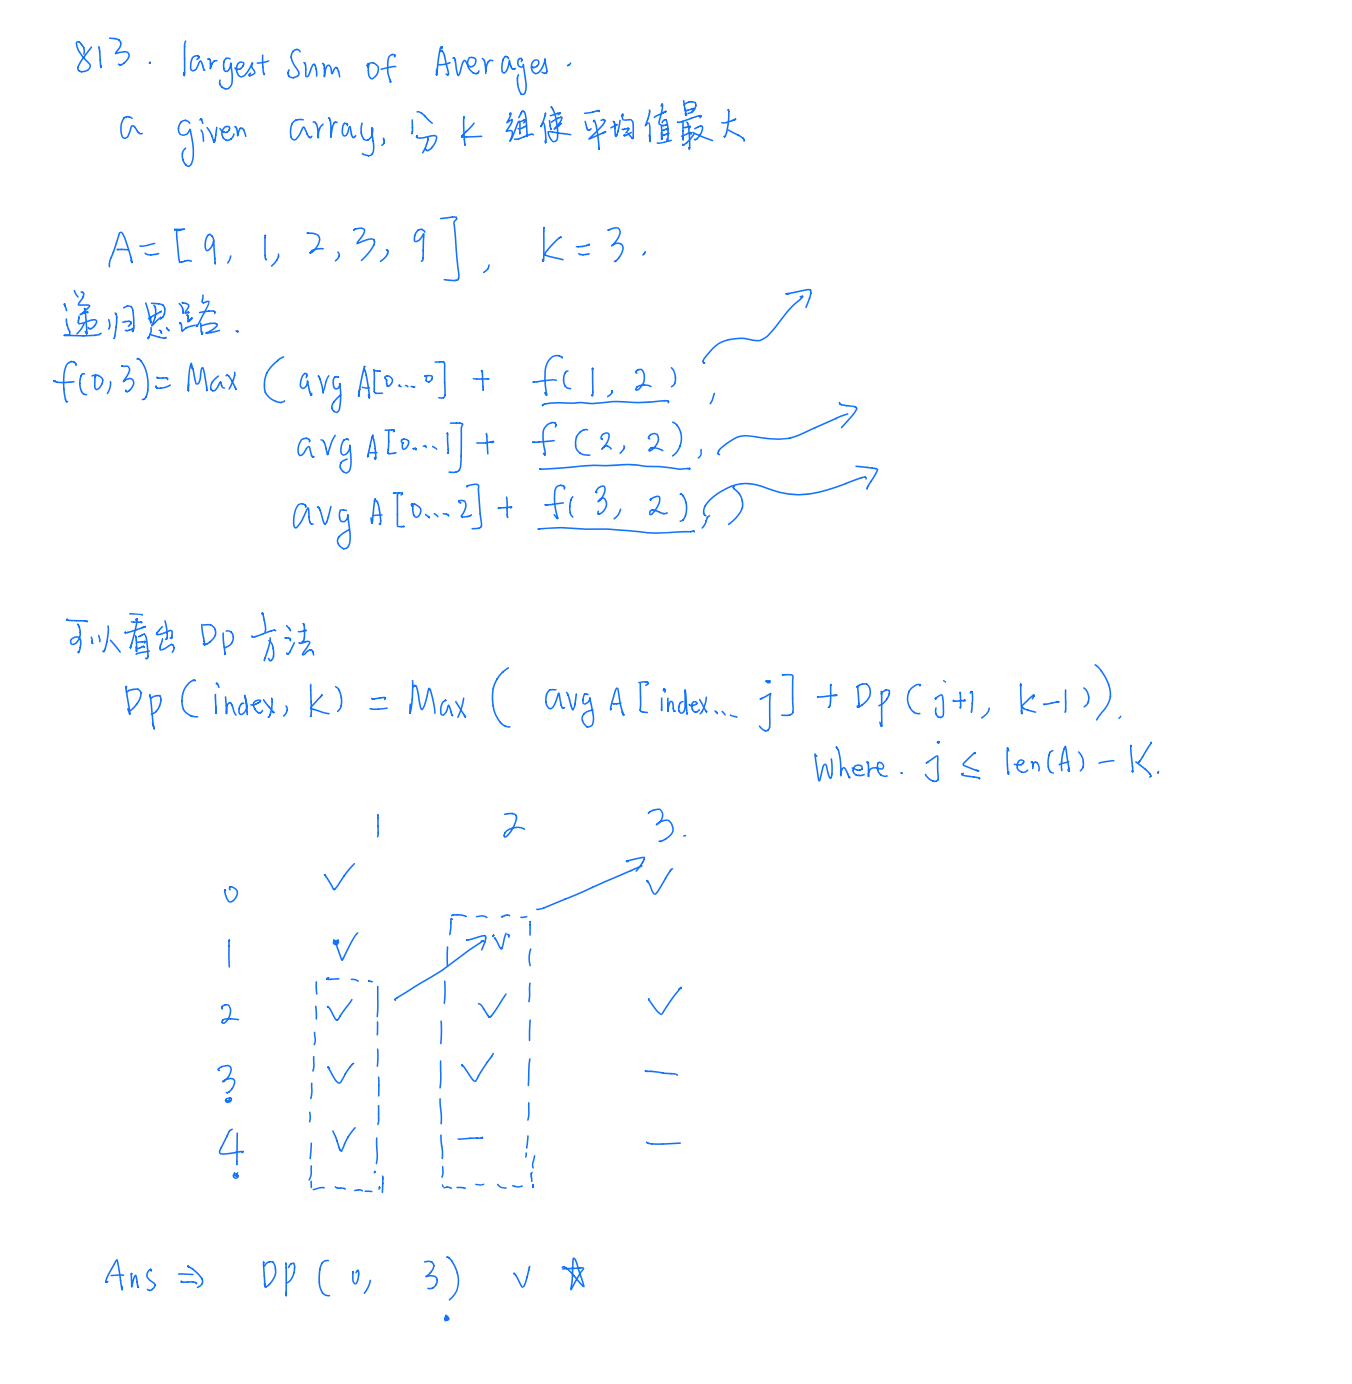 813. largest Sum of Averages.
a given array, 分 k 组使平均值最大
A=[9, 1, 2, 3, 9], k=3.
递归思路.
f(0,3)= Max (avg A[0...0] + f(1, 2),
avg A[0...1] + f(2, 2),
avg A[0...2] + f(3, 2))
可以看出 Dp 方法
Dp(index, k) = Max( avg A[index... j] + Dp(j+1, k-1)).
Where. j ≤ len(A) - K.
1 2 3.
0 ✓ ✓
1 ✓ ✓
2 ✓ ✓ ✓
3 ✓ ✓ —
4 ✓ — —
Ans ⇒ DP(0, 3) ✓ ☆